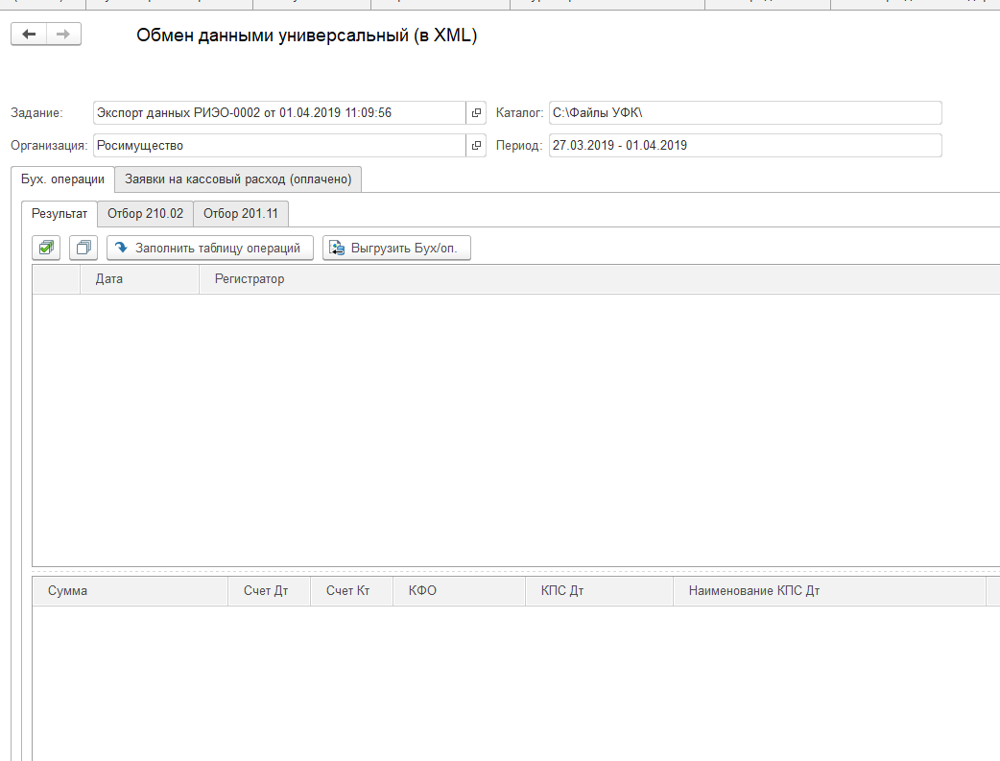 Обмен данными универсальный (в XML)
Задание: Экспорт данных РИЭО-0002 от 01.04.2019 11:09:56 Каталог: C:\Файлы УФК\
Организация: Росимущество Период: 27.03.2019 - 01.04.2019
Бух. операции Заявки на кассовый расход (оплачено)
Результат Отбор 210.02 Отбор 201.11
Заполнить таблицу операций Выгрузить Бух/оп.
Дата Регистратор
Сумма Счет Дт Счет Кт КФО КПС Дт Наименование КПС Дт